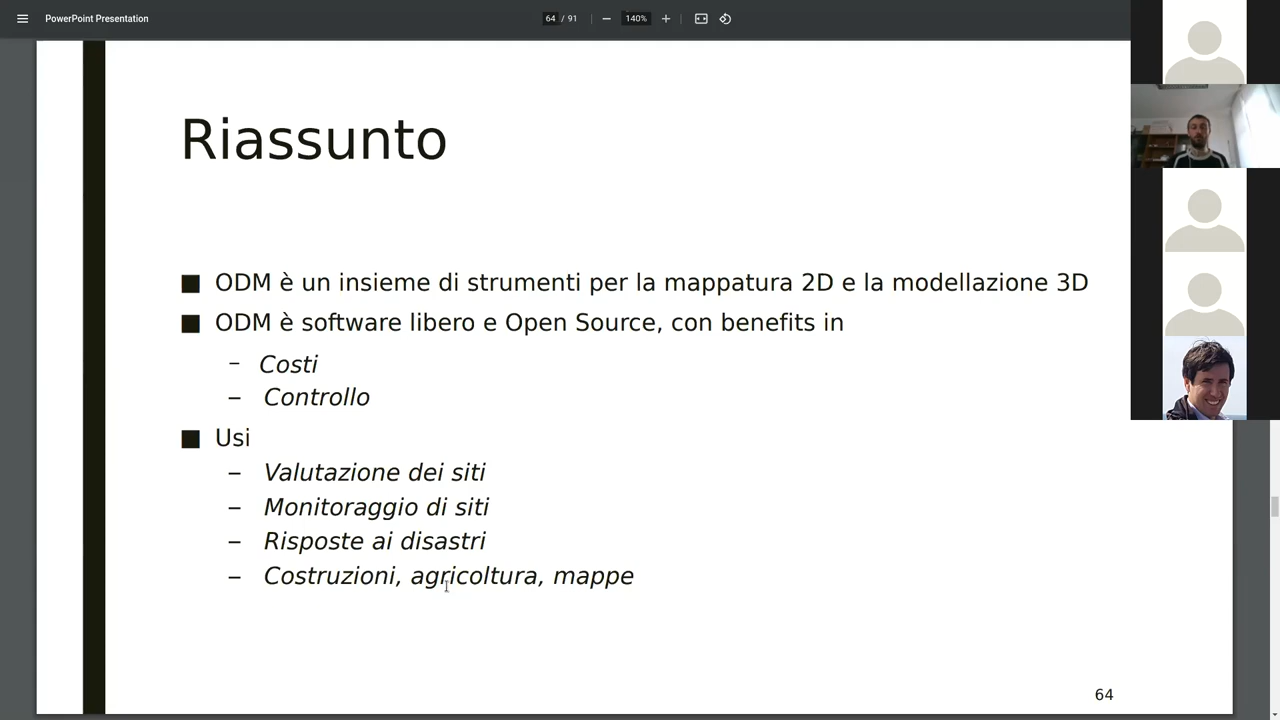 PowerPoint Presentation
64 / 91
140%
Riassunto
■ ODM è un insieme di strumenti per la mappatura 2D e la modellazione 3D
■ ODM è software libero e Open Source, con benefits in
– Costi
– Controllo
■ Usi
– Valutazione dei siti
– Monitoraggio di siti
– Risposte ai disastri
– Costruzioni, agricoltura, mappe
64